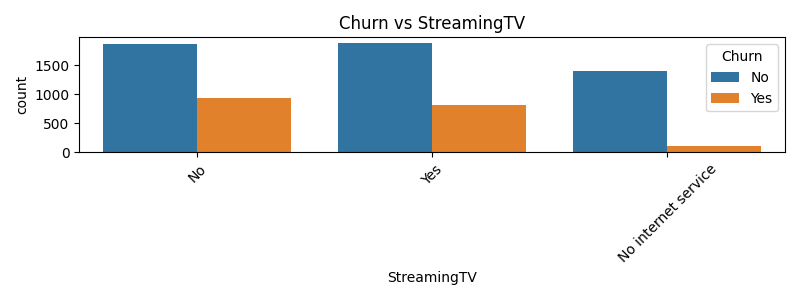 Churn vs StreamingTV
count
1500
1000
500
0
Churn
No
Yes
No
Yes
No internet service
StreamingTV